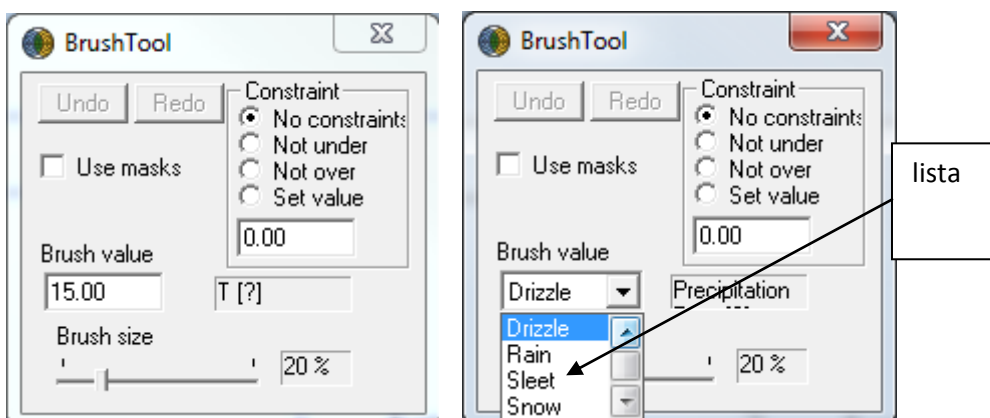 BrushTool
Undo Redo
Constraint
No constraints
Not under
Not over
Set value
0.00
Use masks
Brush value
15.00
T [?]
Brush size
20 %
BrushTool
Undo Redo
Constraint
No constraints
Not under
Not over
Set value
0.00
Use masks
Brush value
Drizzle
Precipitation
Drizzle
Rain
Sleet
Snow
20 %
lista